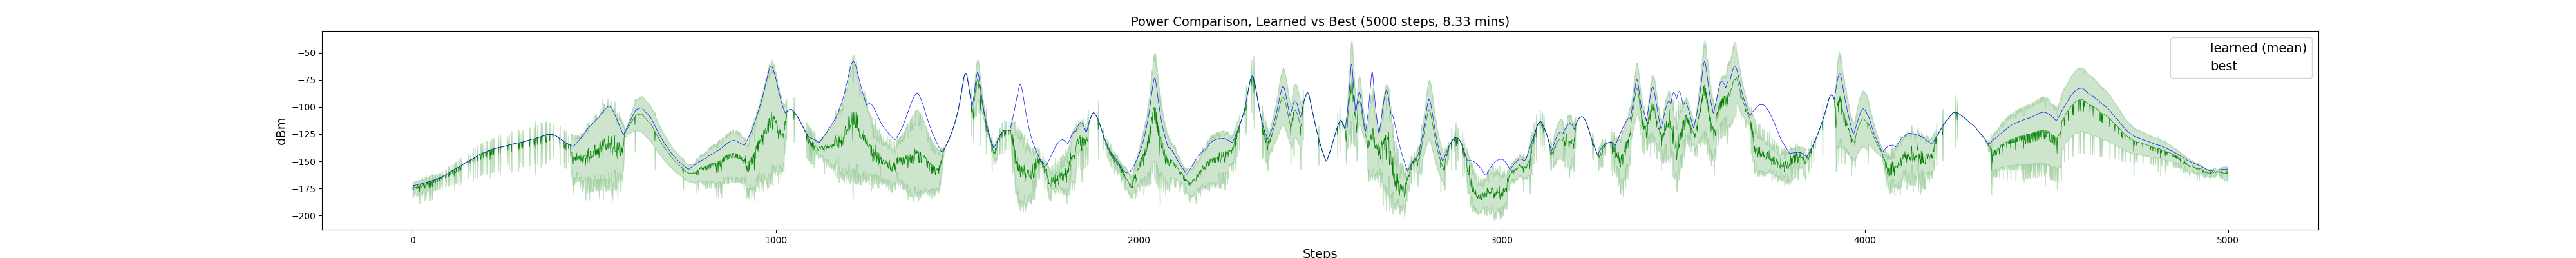 Power Comparison, Learned vs Best (5000 steps, 8.33 mins)
learned (mean)
best
dBm
−50
−75
−100
−125
−150
−175
−200
0 1000 2000 3000 4000 5000
Steps